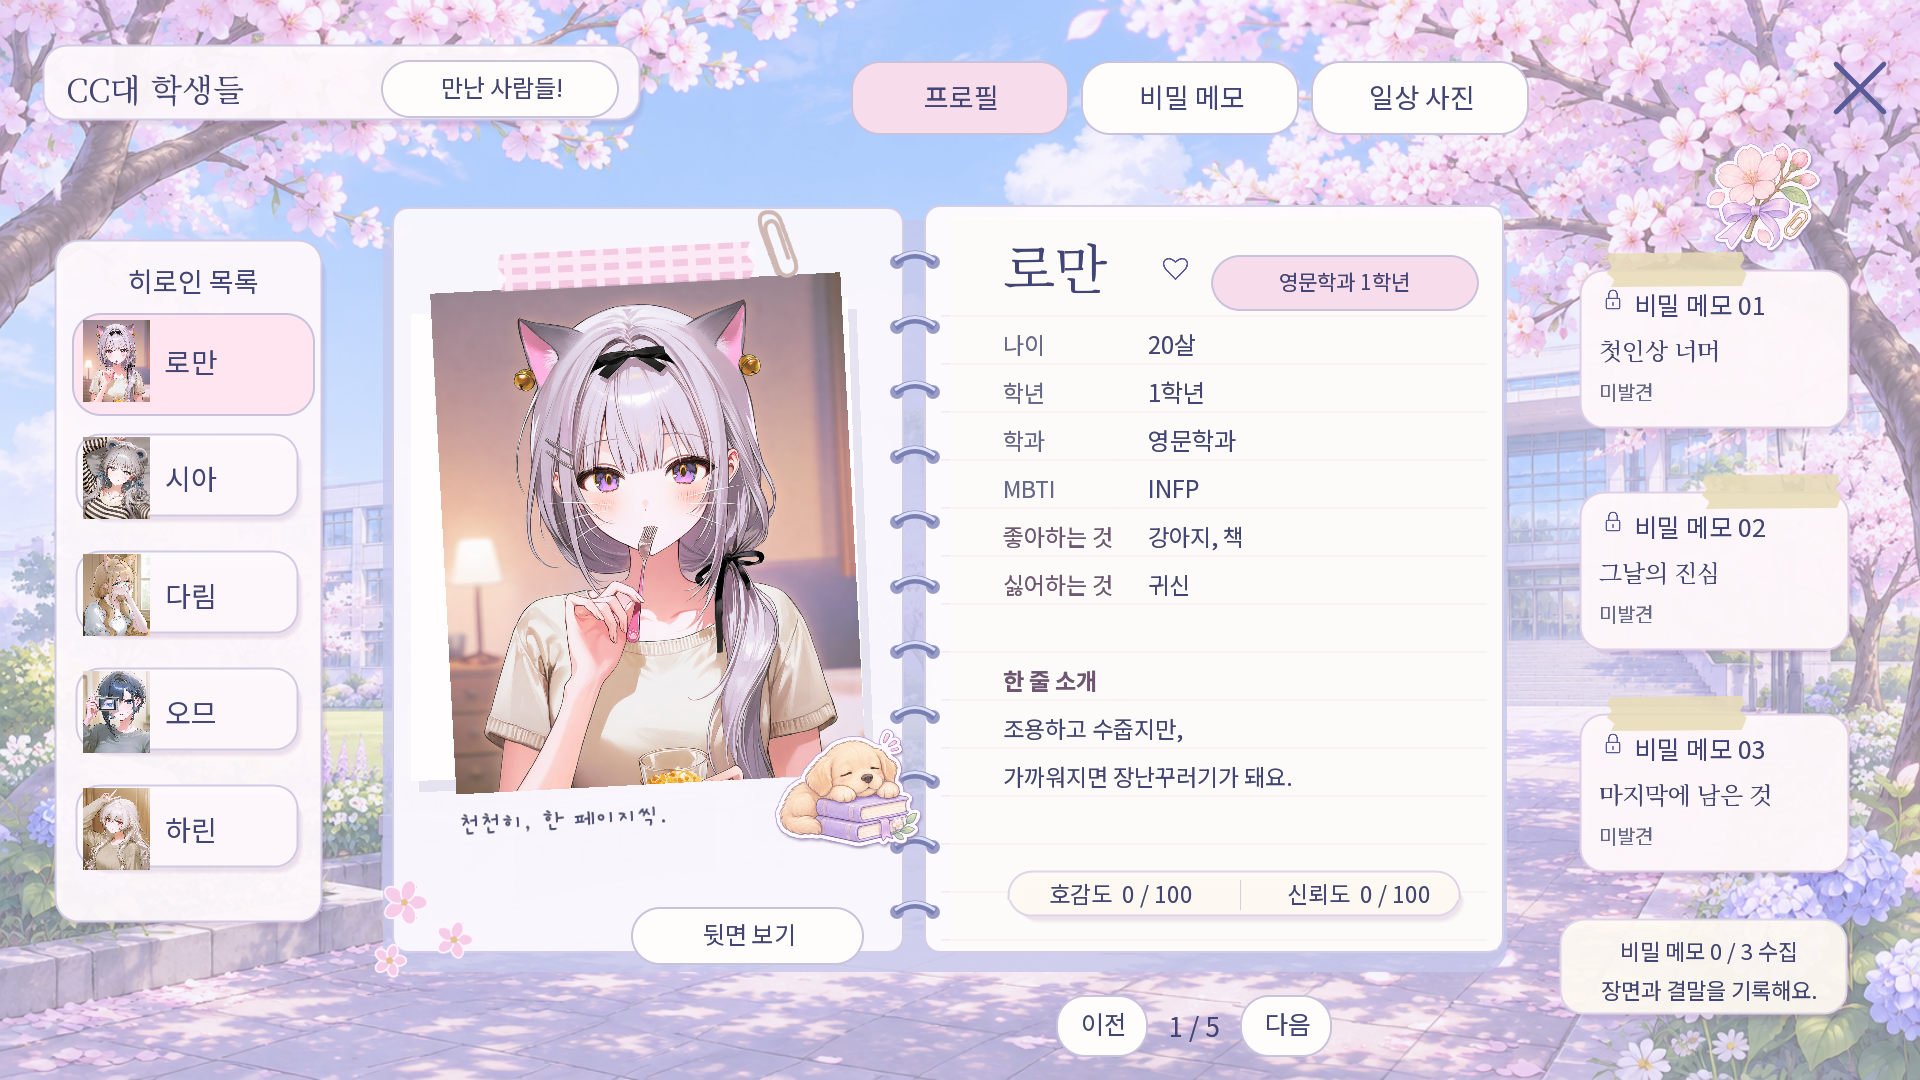 CC대 학생들
만난 사람들!
프로필
비밀 메모
일상 사진
히로인 목록
로만
시아
다림
오므
하린
천천히, 한 페이지씩.
뒷면 보기
로만
영문학과 1학년
나이 20살
학년 1학년
학과 영문학과
MBTI INFP
좋아하는 것 강아지, 책
싫어하는 것 귀신
한 줄 소개
조용하고 수줍지만,
가까워지면 장난꾸러기가 돼요.
호감도 0 / 100
신뢰도 0 / 100
비밀 메모 01
첫인상 너머
미발견
비밀 메모 02
그날의 진심
미발견
비밀 메모 03
마지막에 남은 것
미발견
비밀 메모 0 / 3 수집
장면과 결말을 기록해요.
이전
1 / 5
다음